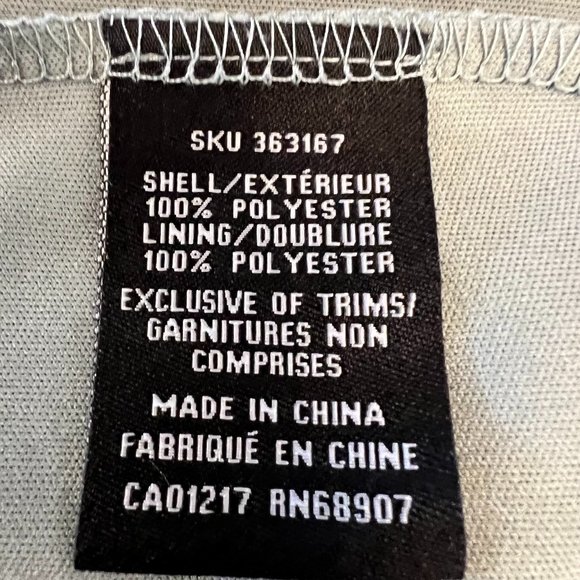 SKU 363167
SHELL/EXTÉRIEUR
100% POLYESTER
LINING/DOUBLURE
100% POLYESTER
EXCLUSIVE OF TRIMS/
GARNITURES NON
COMPRISES
MADE IN CHINA
FABRIQUÉ EN CHINE
CA01217 RN68907